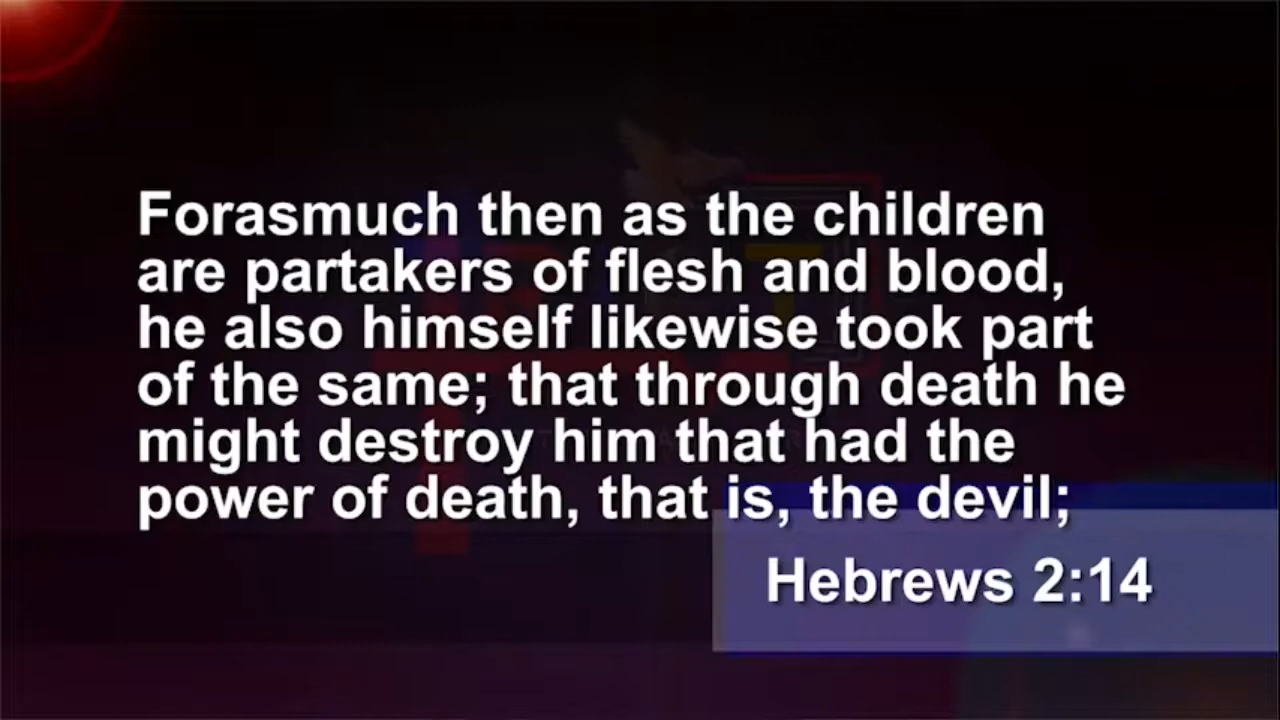 Forasmuch then as the children
are partakers of flesh and blood,
he also himself likewise took part
of the same; that through death he
might destroy him that had the
power of death, that is, the devil;
Hebrews 2:14